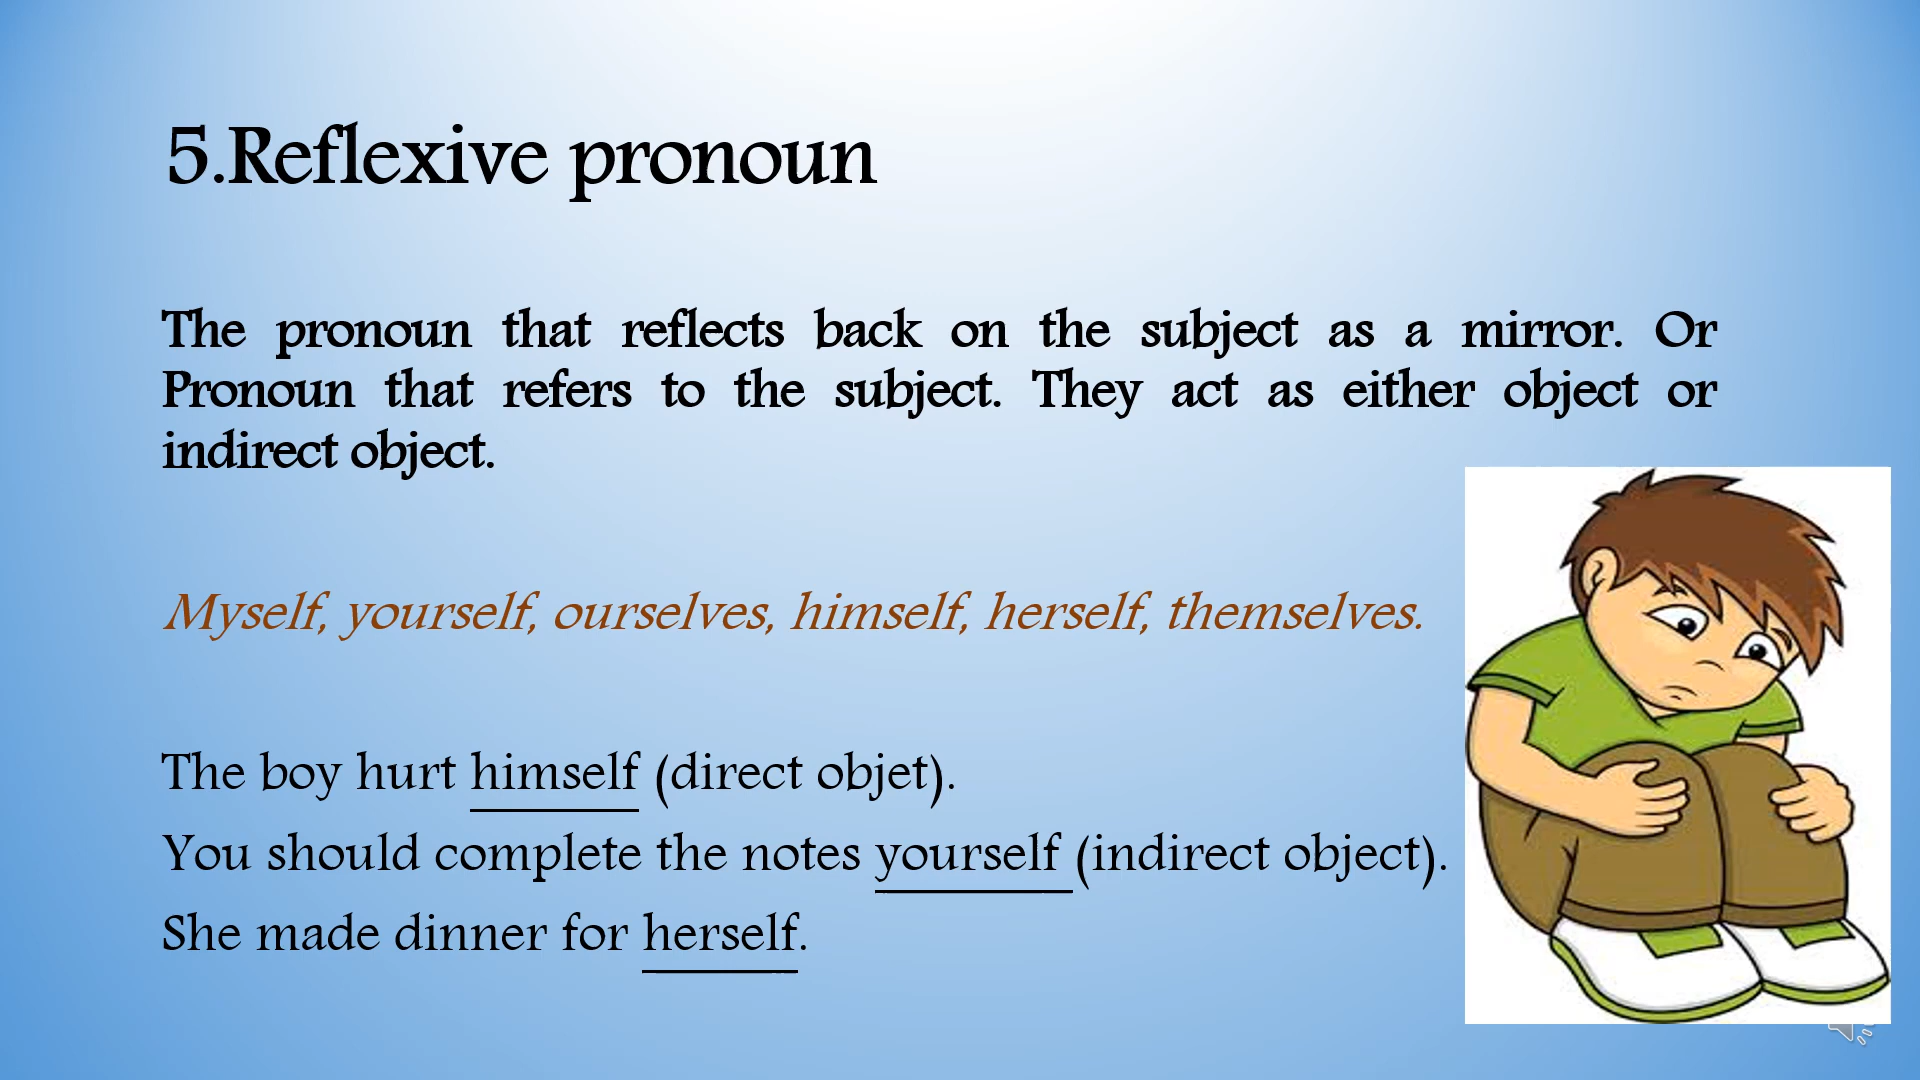 5.Reflexive pronoun
The pronoun that reflects back on the subject as a mirror. Or
Pronoun that refers to the subject. They act as either object or
indirect object.
Myself, yourself, ourselves, himself, herself, themselves.
The boy hurt himself (direct objet).
You should complete the notes yourself (indirect object).
She made dinner for herself.